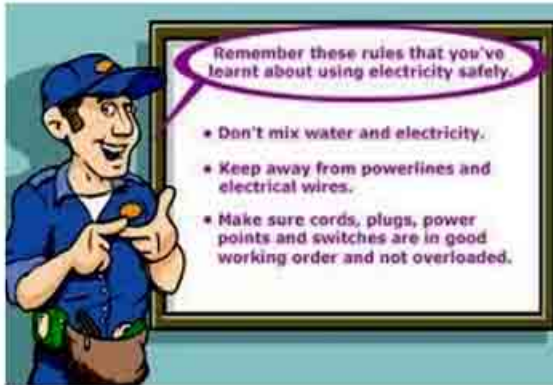 Remember these rules that you've
learnt about using electricity safely.
• Don't mix water and electricity.
• Keep away from powerlines and
electrical wires.
• Make sure cords, plugs, power
points and switches are in good
working order and not overloaded.